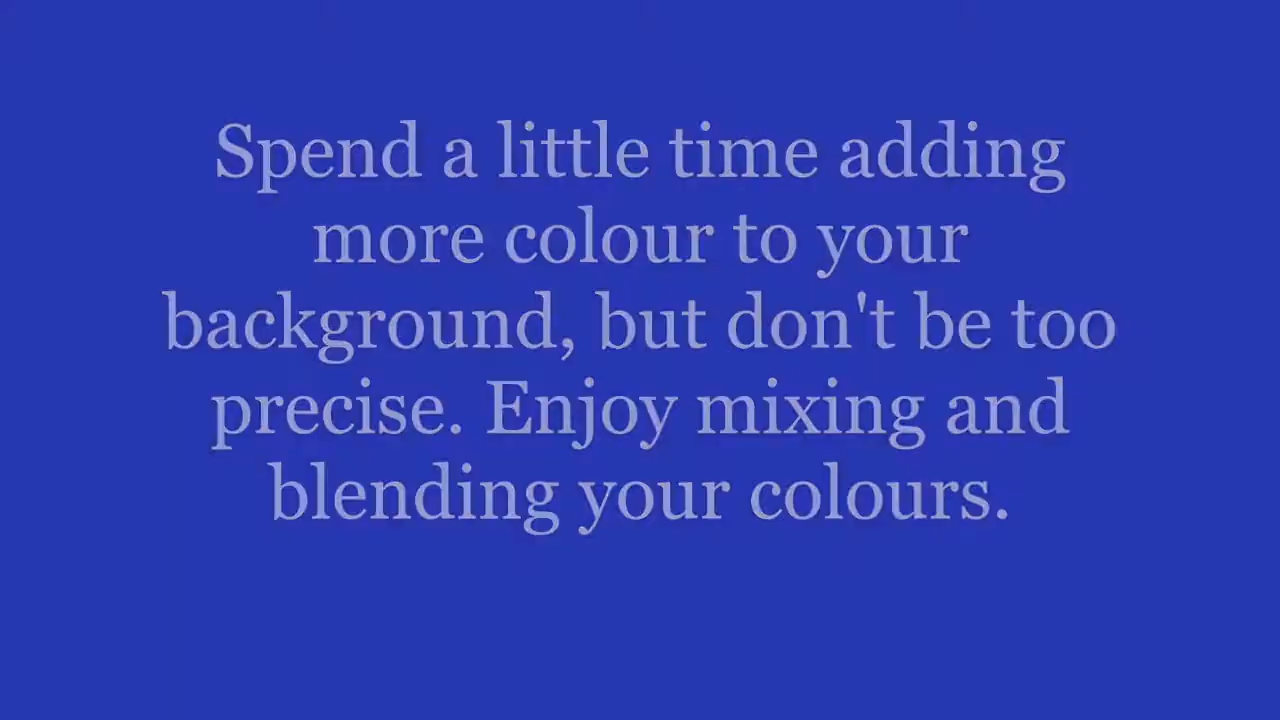 Spend a little time adding
more colour to your
background, but don't be too
precise. Enjoy mixing and
blending your colours.